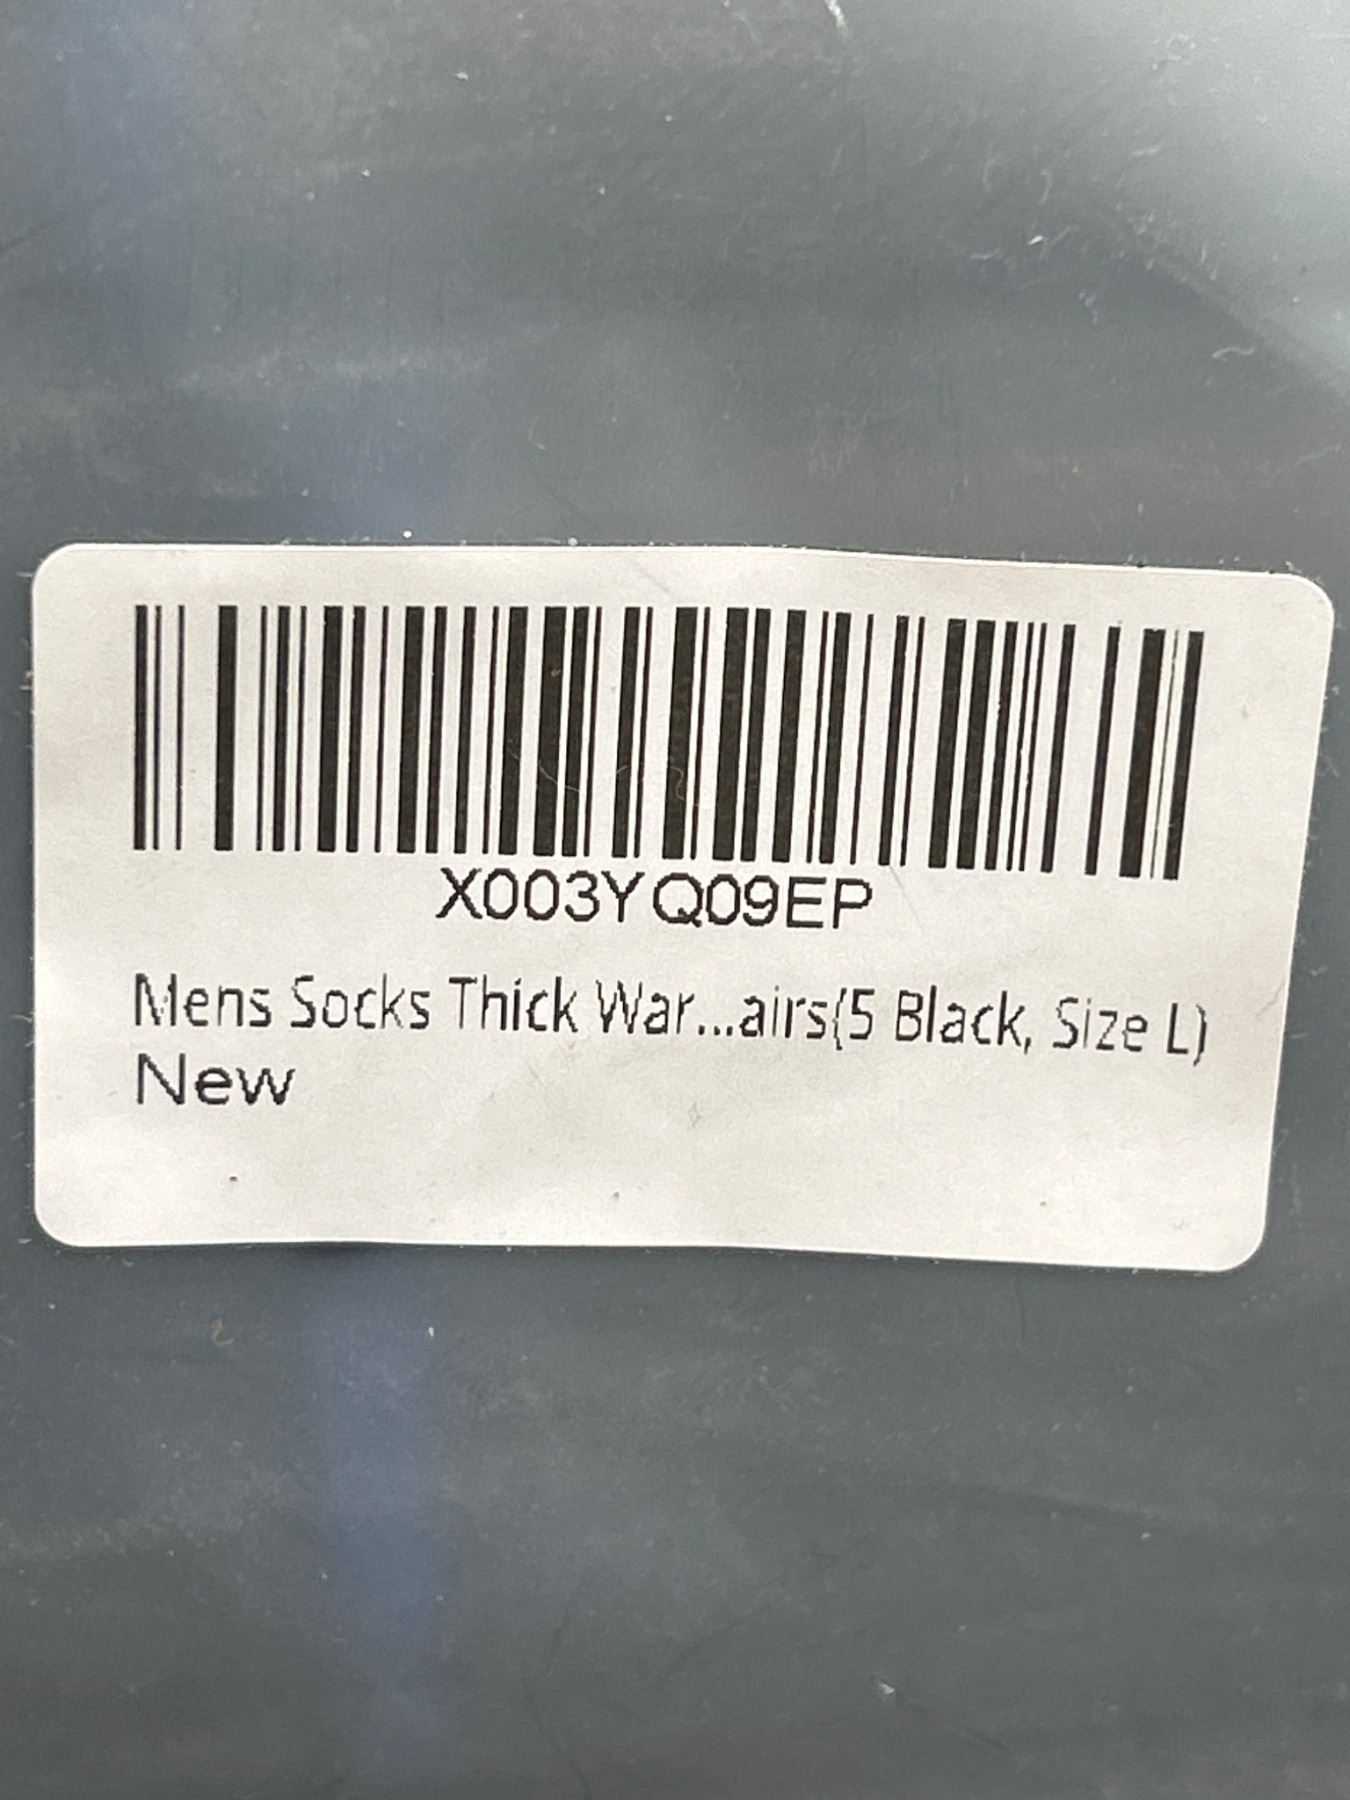 X003YQ09EP
Mens Socks Thick War...airs(5 Black, Size L)
New